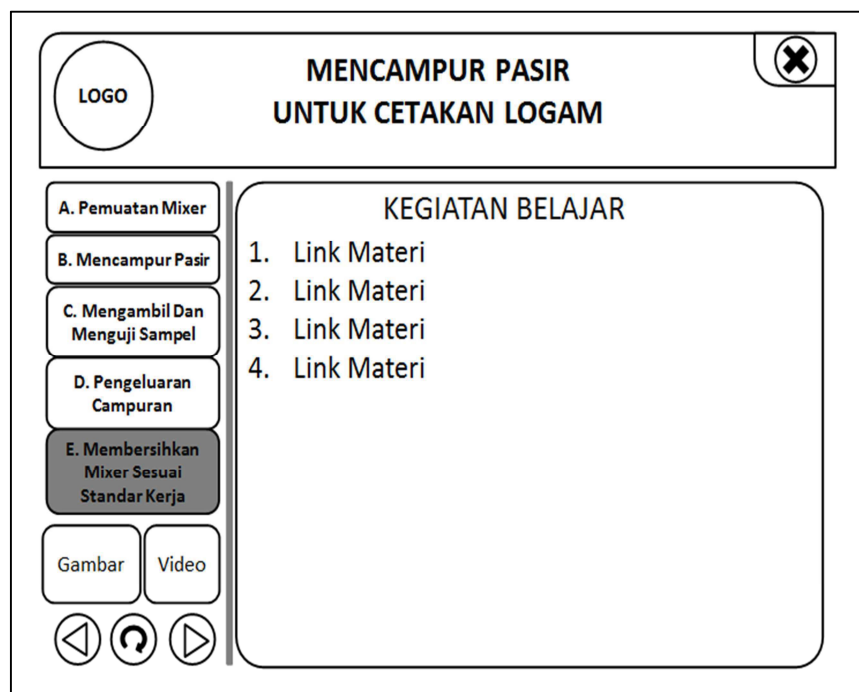 LOGO
MENCAMPUR PASIR
UNTUK CETAKAN LOGAM
A. Pemuatan Mixer
B. Mencampur Pasir
C. Mengambil Dan
Menguji Sampel
D. Pengeluaran
Campuran
E. Membersihkan
Mixer Sesuai
Standar Kerja
Gambar
Video
KEGIATAN BELAJAR
1. Link Materi
2. Link Materi
3. Link Materi
4. Link Materi